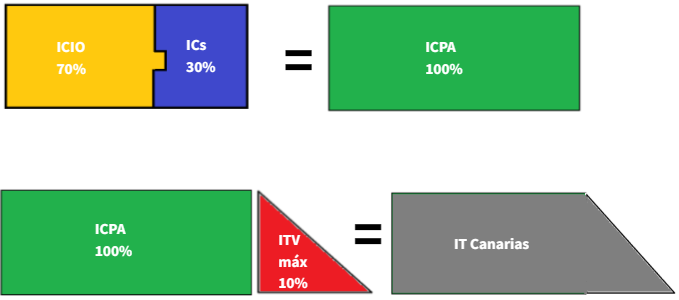 ICIO
70%
ICs
30%
=
ICPA
100%
ICPA
100%
ITV
máx
10%
=
IT Canarias